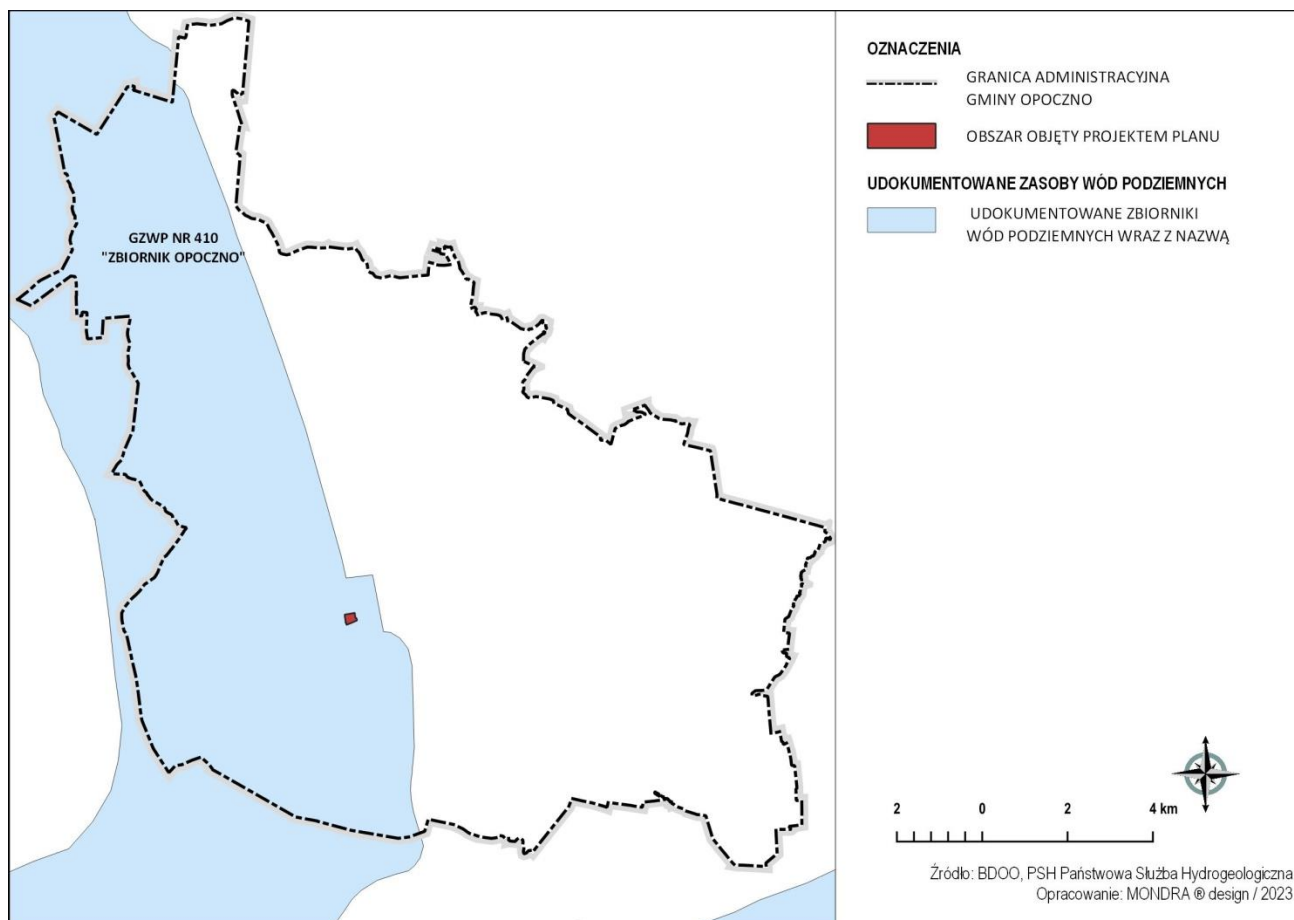 GZWP NR 410
"ZBIORNIK OPOCZNO"
OZNACZENIA
GRANICA ADMINISTRACYJNA
GMINY OPOCZNO
OBSZAR OBJĘTY PROJEKTEM PLANU
UDOKUMENTOWANE ZASOBY WÓD PODZIEMNYCH
UDOKUMENTOWANE ZBIORNIKI
WÓD PODZIEMNYCH WRAZ Z NAZWĄ
2 0 2 4 km
Źródło: BDOO, PSH Państwowa Służba Hydrogeologiczna
Opracowanie: MONDRA ® design / 2023